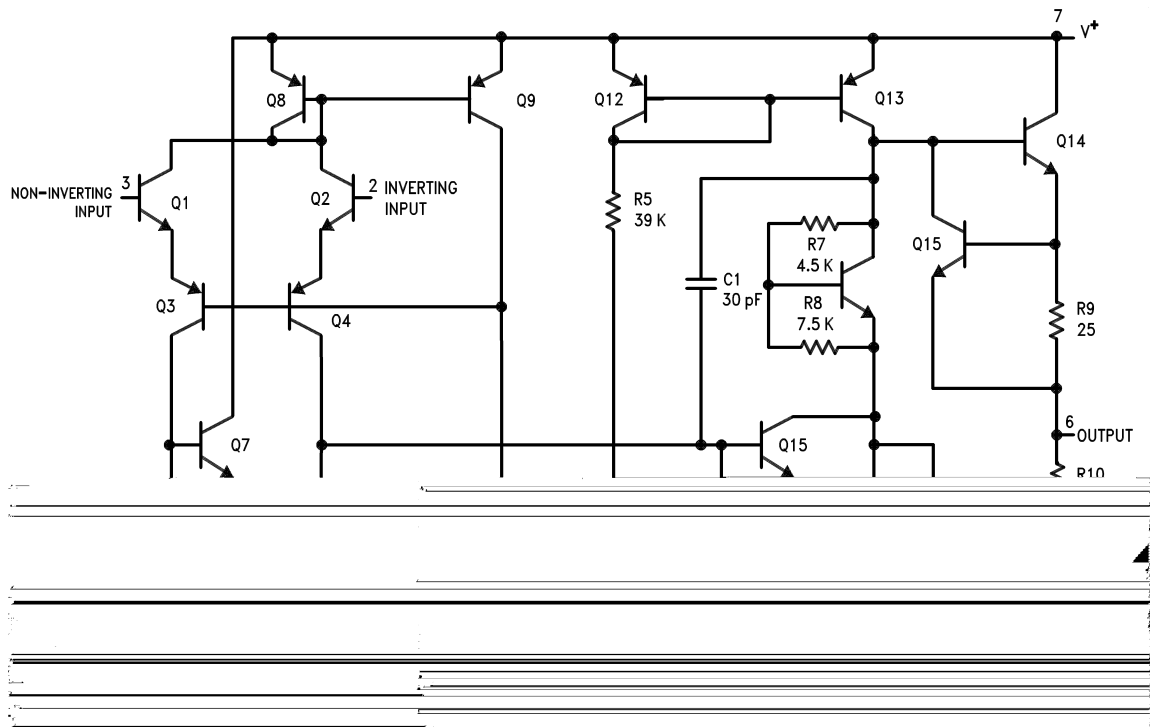 7
V+
Q8
Q9
Q12
Q13
Q14
3
NON-INVERTING
INPUT
Q1
Q2
2 INVERTING
INPUT
R5
39 K
R7
4.5 K
Q15
C1
30 pF
R8
7.5 K
Q3
Q4
R9
25
Q7
Q15
6
OUTPUT
R10